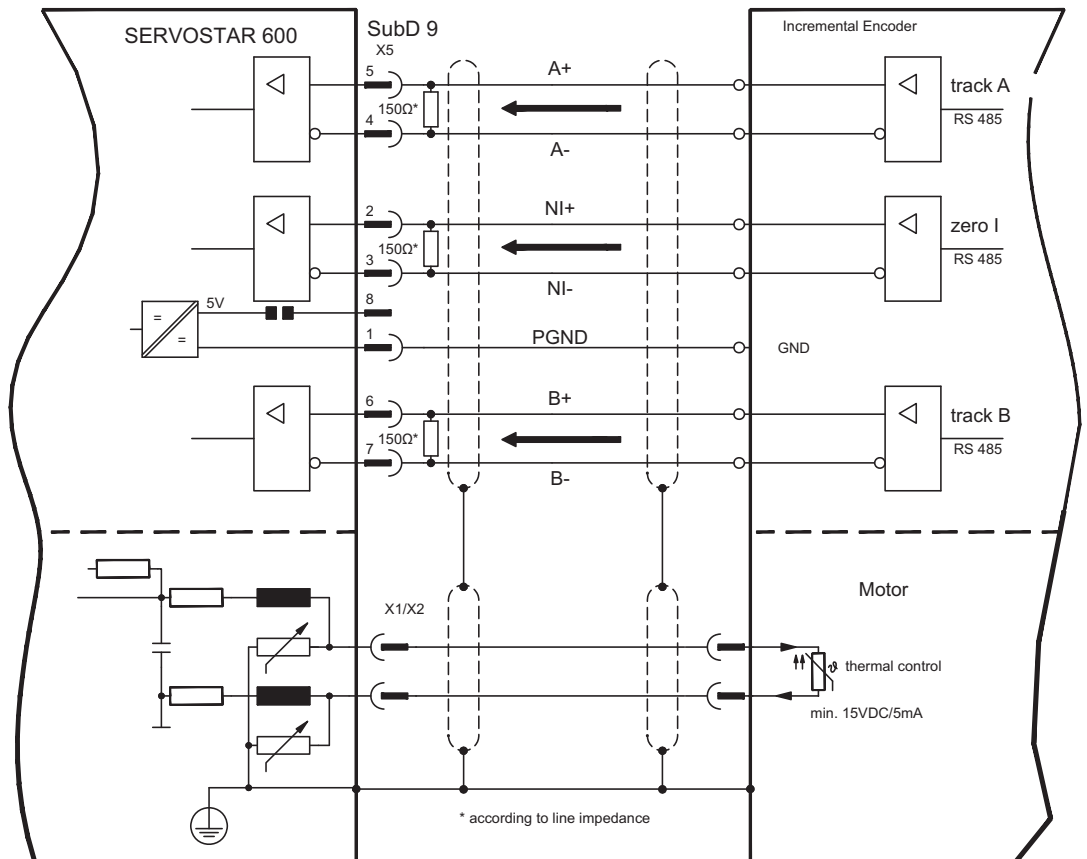 SERVOSTAR 600
SubD 9
X5
Incremental Encoder
5
A+
track A
150Ω*
RS 485
4
A-
2
NI+
zero I
150Ω*
RS 485
3
NI-
5V
8
=
=
1
PGND
GND
6
B+
track B
150Ω*
RS 485
7
B-
Motor
X1/X2
ϑ thermal control
min. 15VDC/5mA
* according to line impedance